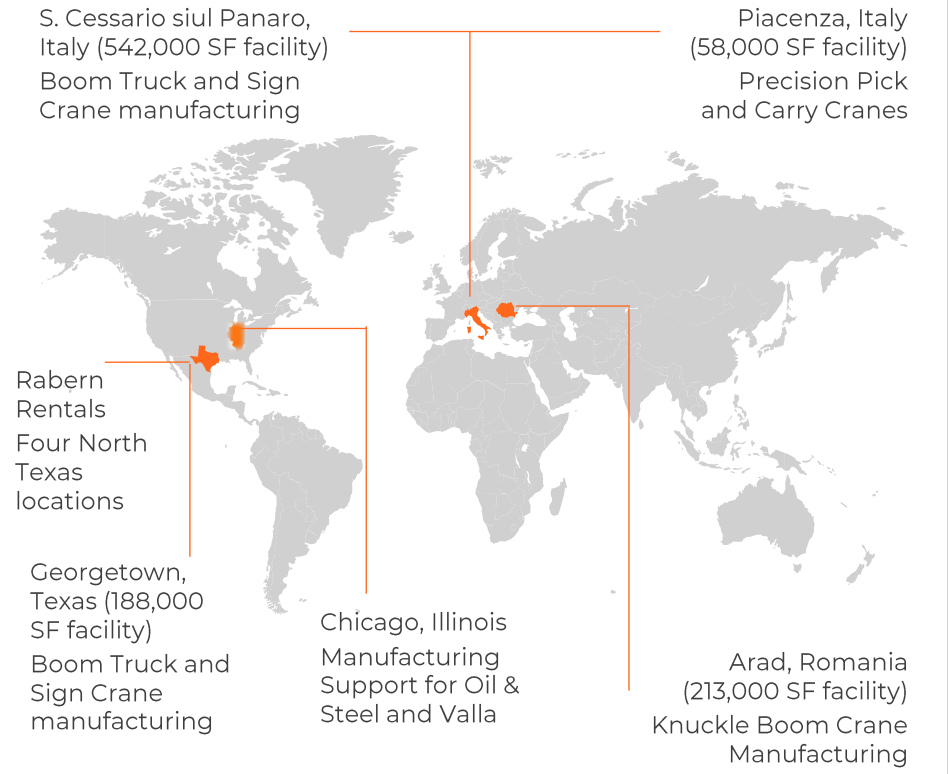 S. Cessario siul Panaro,
Italy (542,000 SF facility)
Boom Truck and Sign
Crane manufacturing
Piacenza, Italy
(58,000 SF facility)
Precision Pick
and Carry Cranes
Rabern
Rentals
Four North
Texas
locations
Georgetown,
Texas (188,000
SF facility)
Boom Truck and
Sign Crane
manufacturing
Chicago, Illinois
Manufacturing
Support for Oil &
Steel and Valla
Arad, Romania
(213,000 SF facility)
Knuckle Boom Crane
Manufacturing